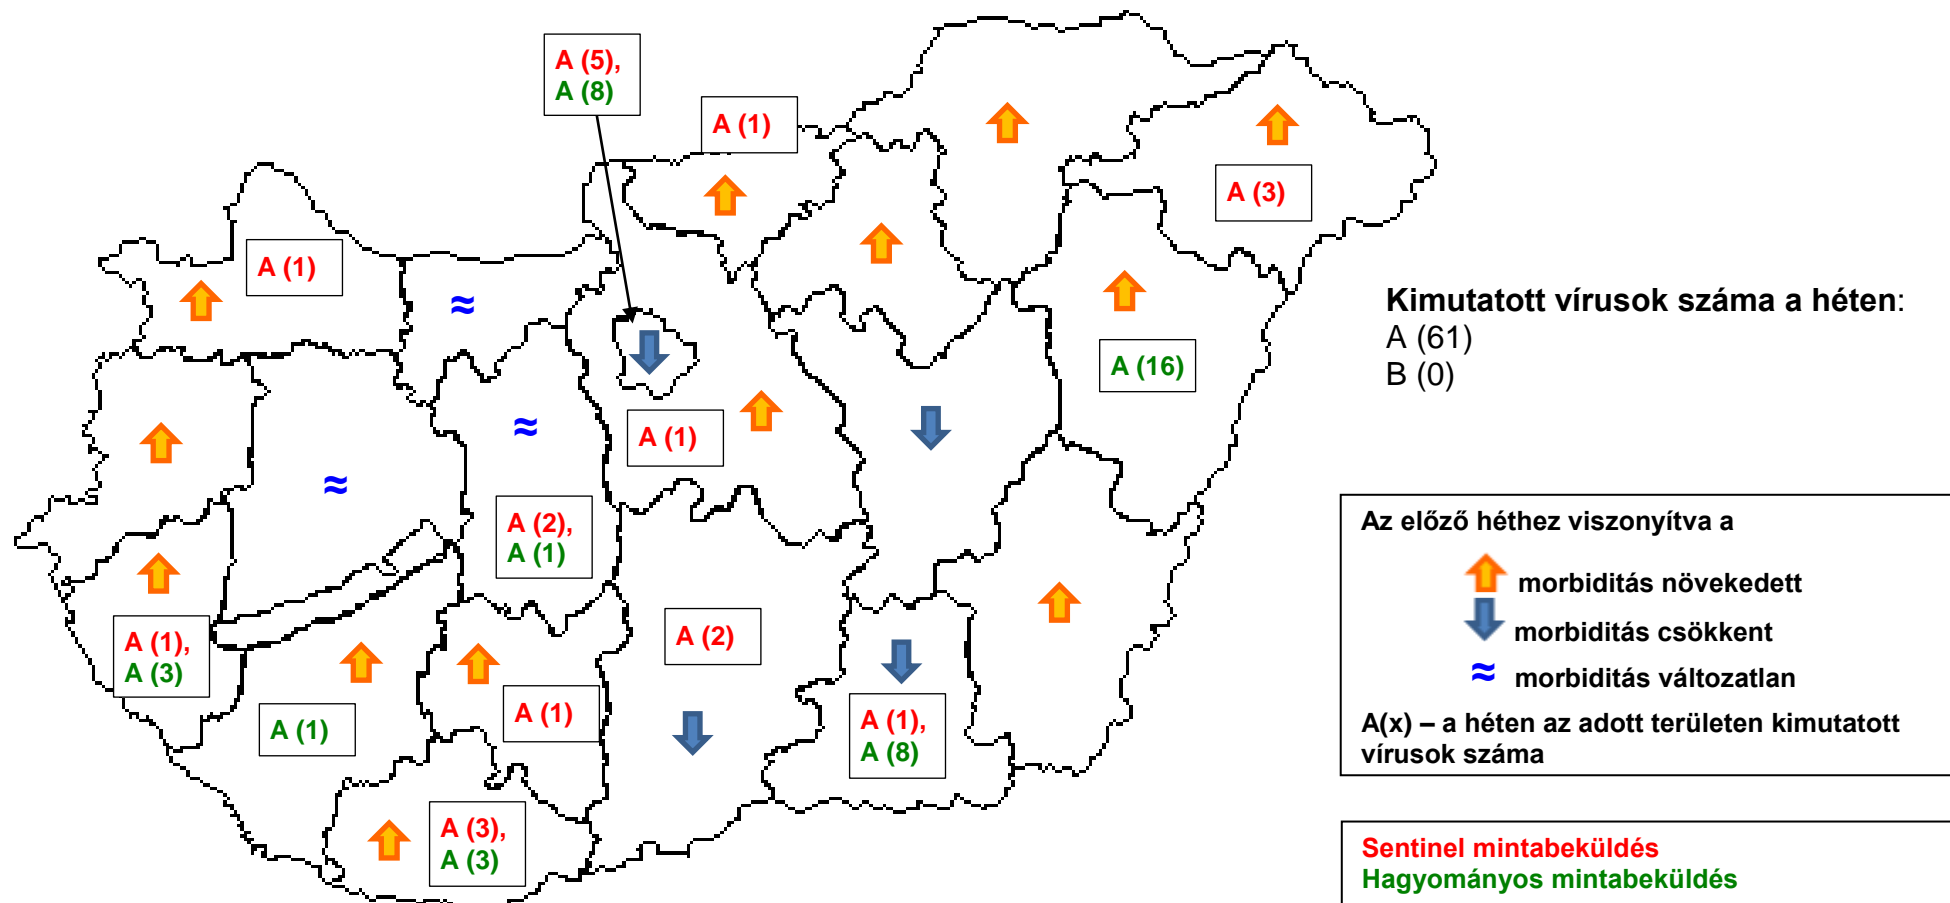 A (5),
A (8)
A (1)
A (3)
A (1)
A (16)
A (1)
A (2),
A (1)
A (1),
A (3)
A (2)
A (1)
A (1)
A (1),
A (8)
A (3),
A (3)
Kimutatott vírusok száma a héten:
A (61)
B (0)
Az előző héthez viszonyítva a
morbiditás növekedett
morbiditás csökkent
≈ morbiditás változatlan
A(x) – a héten az adott területen kimutatott
vírusok száma
Sentinel mintabeküldés
Hagyományos mintabeküldés